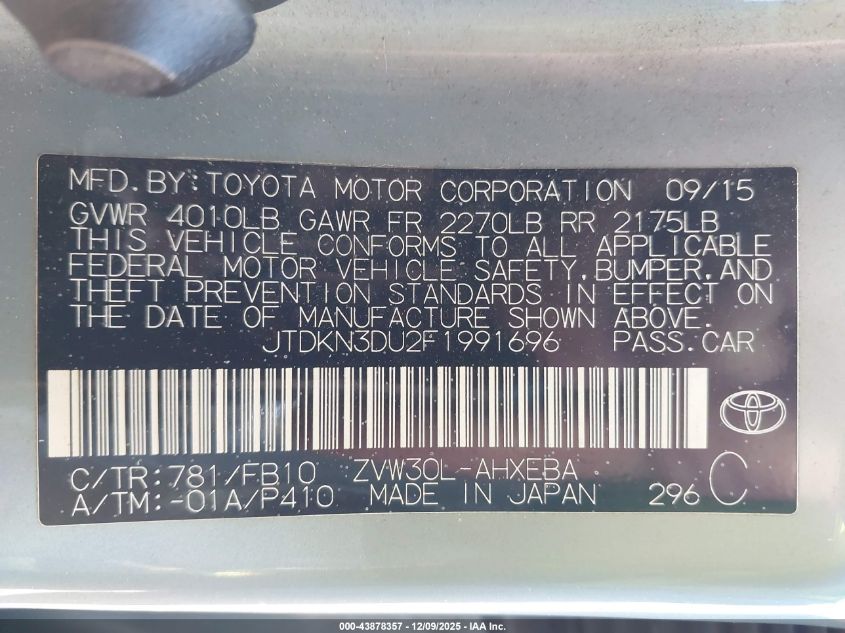 MFD. BY: TOYOTA MOTOR CORPORATION 09/15
GVWR 4010LB GAWR FR 2270LB RR 2175LB
THIS VEHICLE CONFORMS TO ALL APPLICABLE
FEDERAL MOTOR VEHICLE SAFETY, BUMPER, AND
THEFT PREVENTION STANDARDS IN EFFECT ON
THE DATE OF MANUFACTURE SHOWN ABOVE.
JTDKN3DU2F1991696 PASS. CAR
C/TR: 781/FB10 ZVW30L-AHXEBA
A/TM: -01A/P410 MADE IN JAPAN 296 C
000-43878357 - 12/09/2025 - IAA Inc.